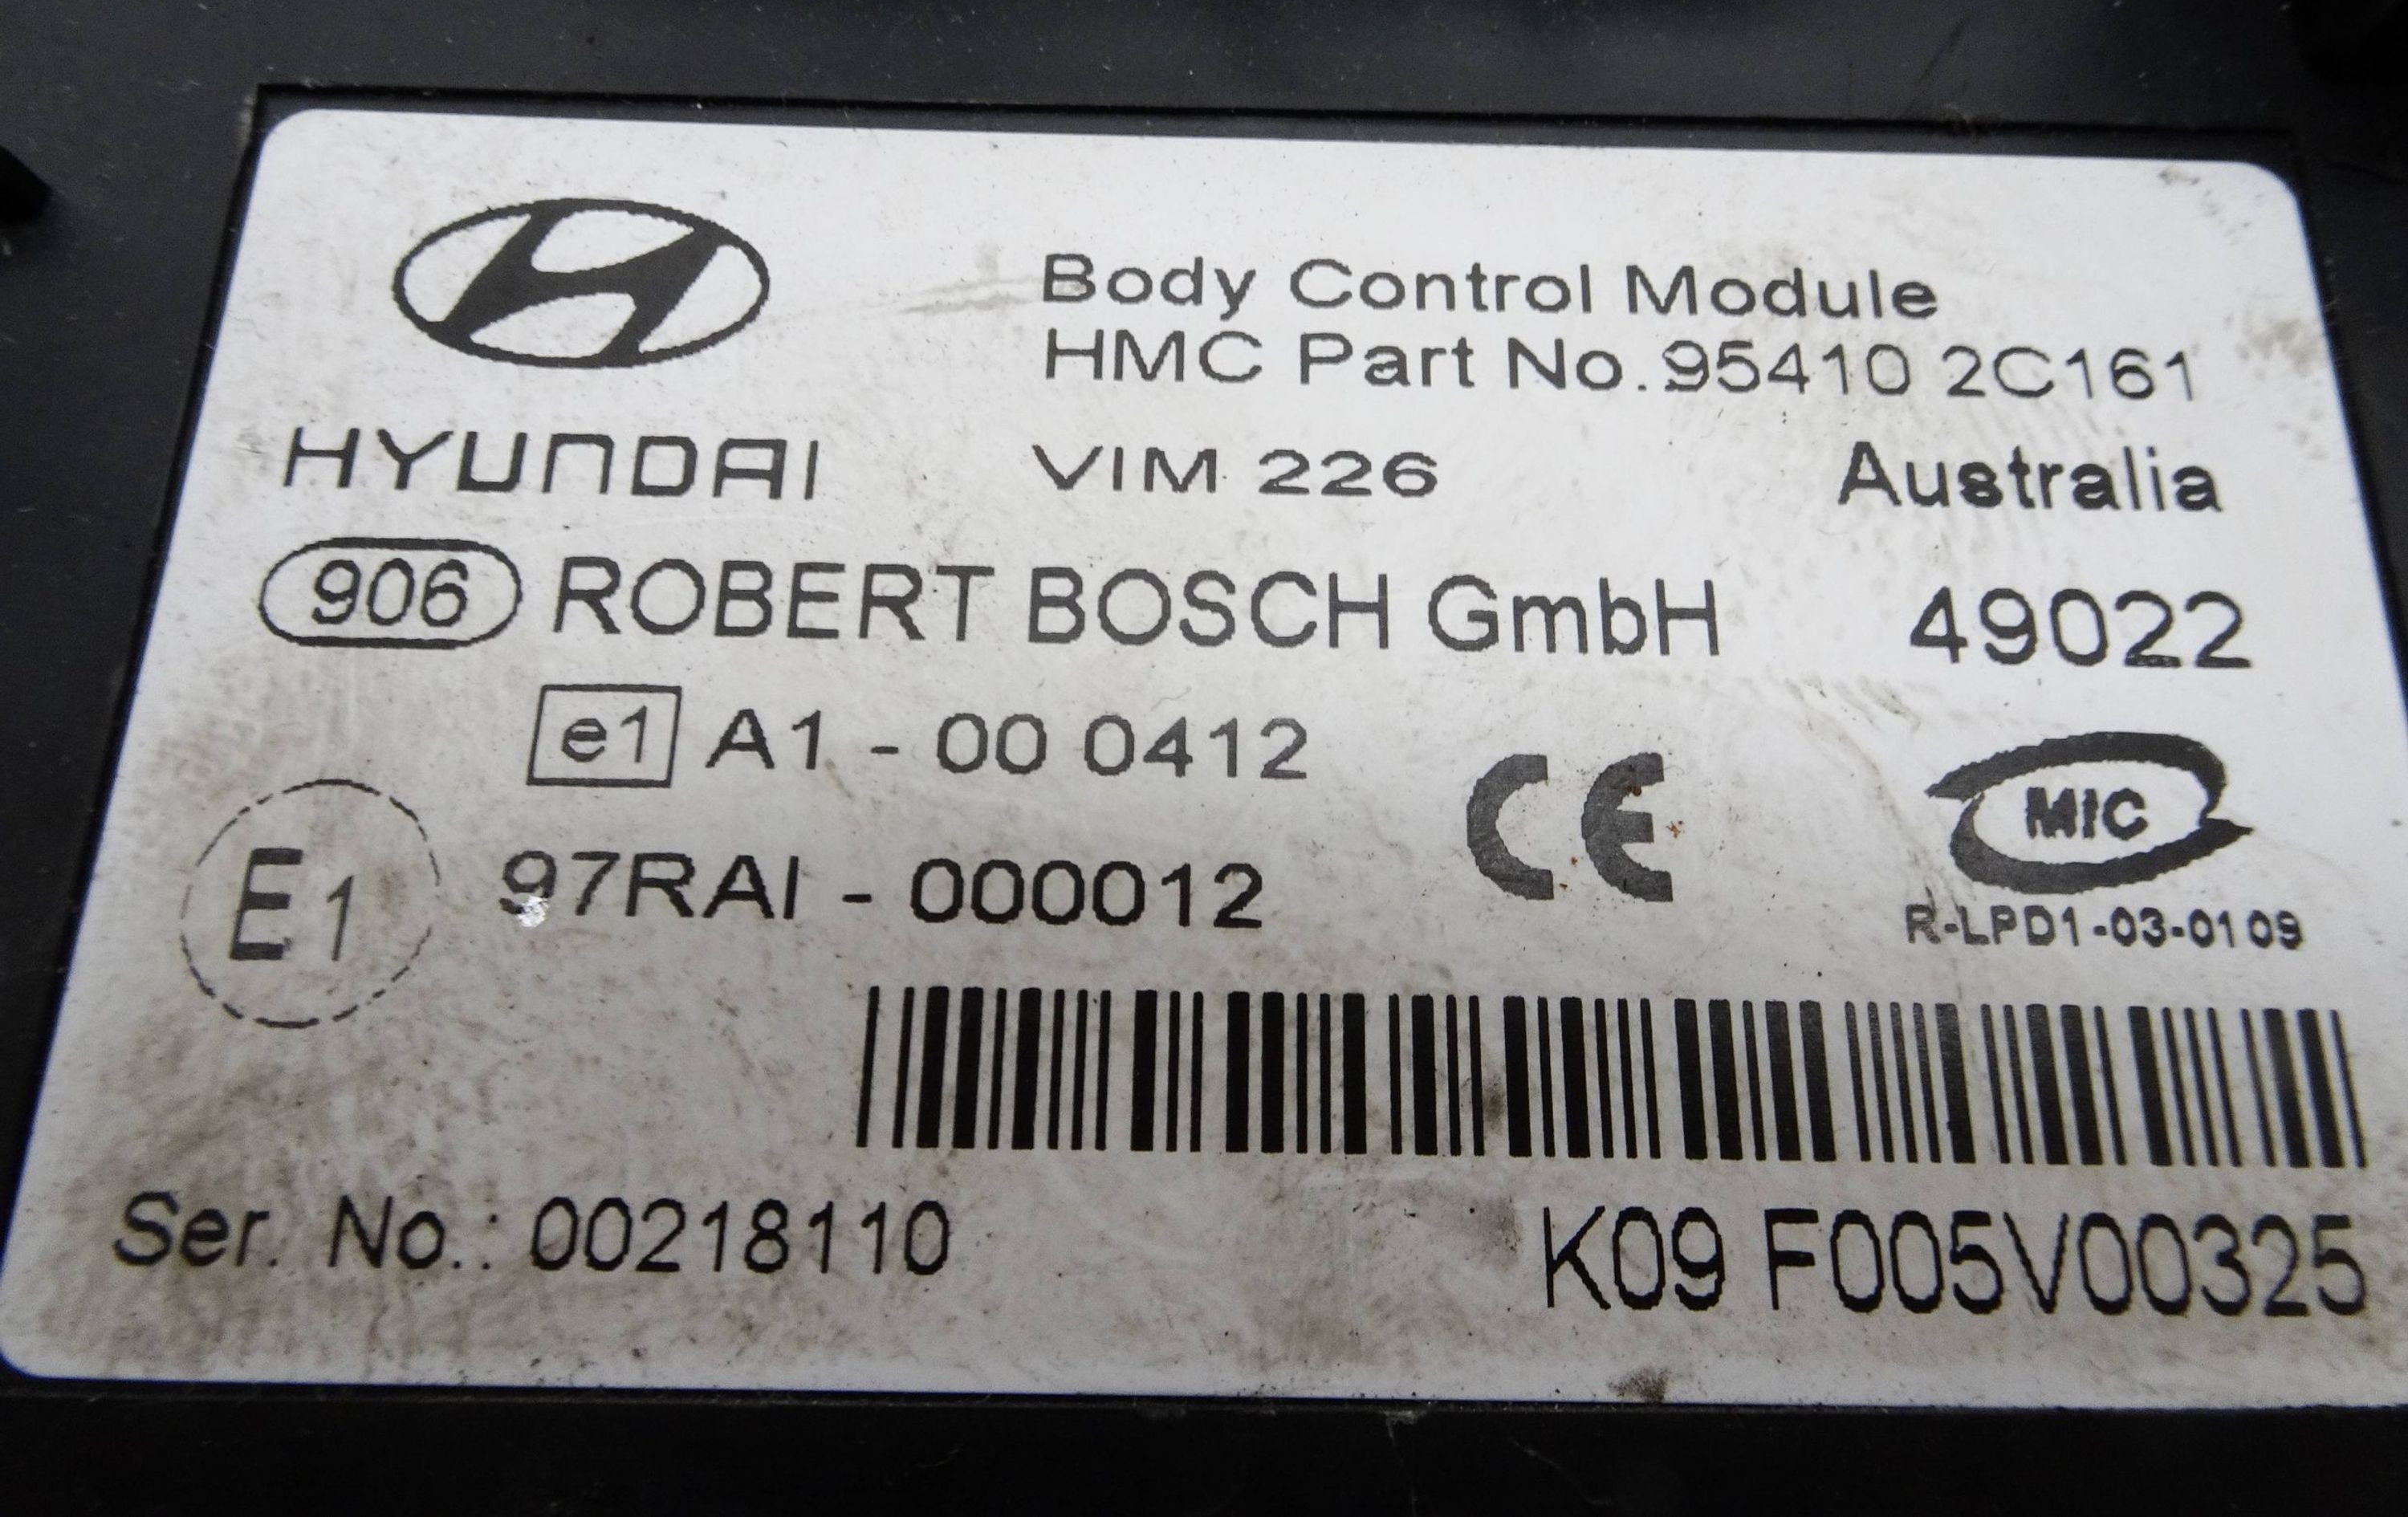 Body Control Module
HMC Part No.95410 2C161
HYUNDAI VIM 226 Australia
906 ROBERT BOSCH GmbH 49022
e1 A1 - 00 0412
CE MIC
E1 97RAI - 000012
R-LPD1-03-0109
Ser. No.: 00218110 K09 F005V00325